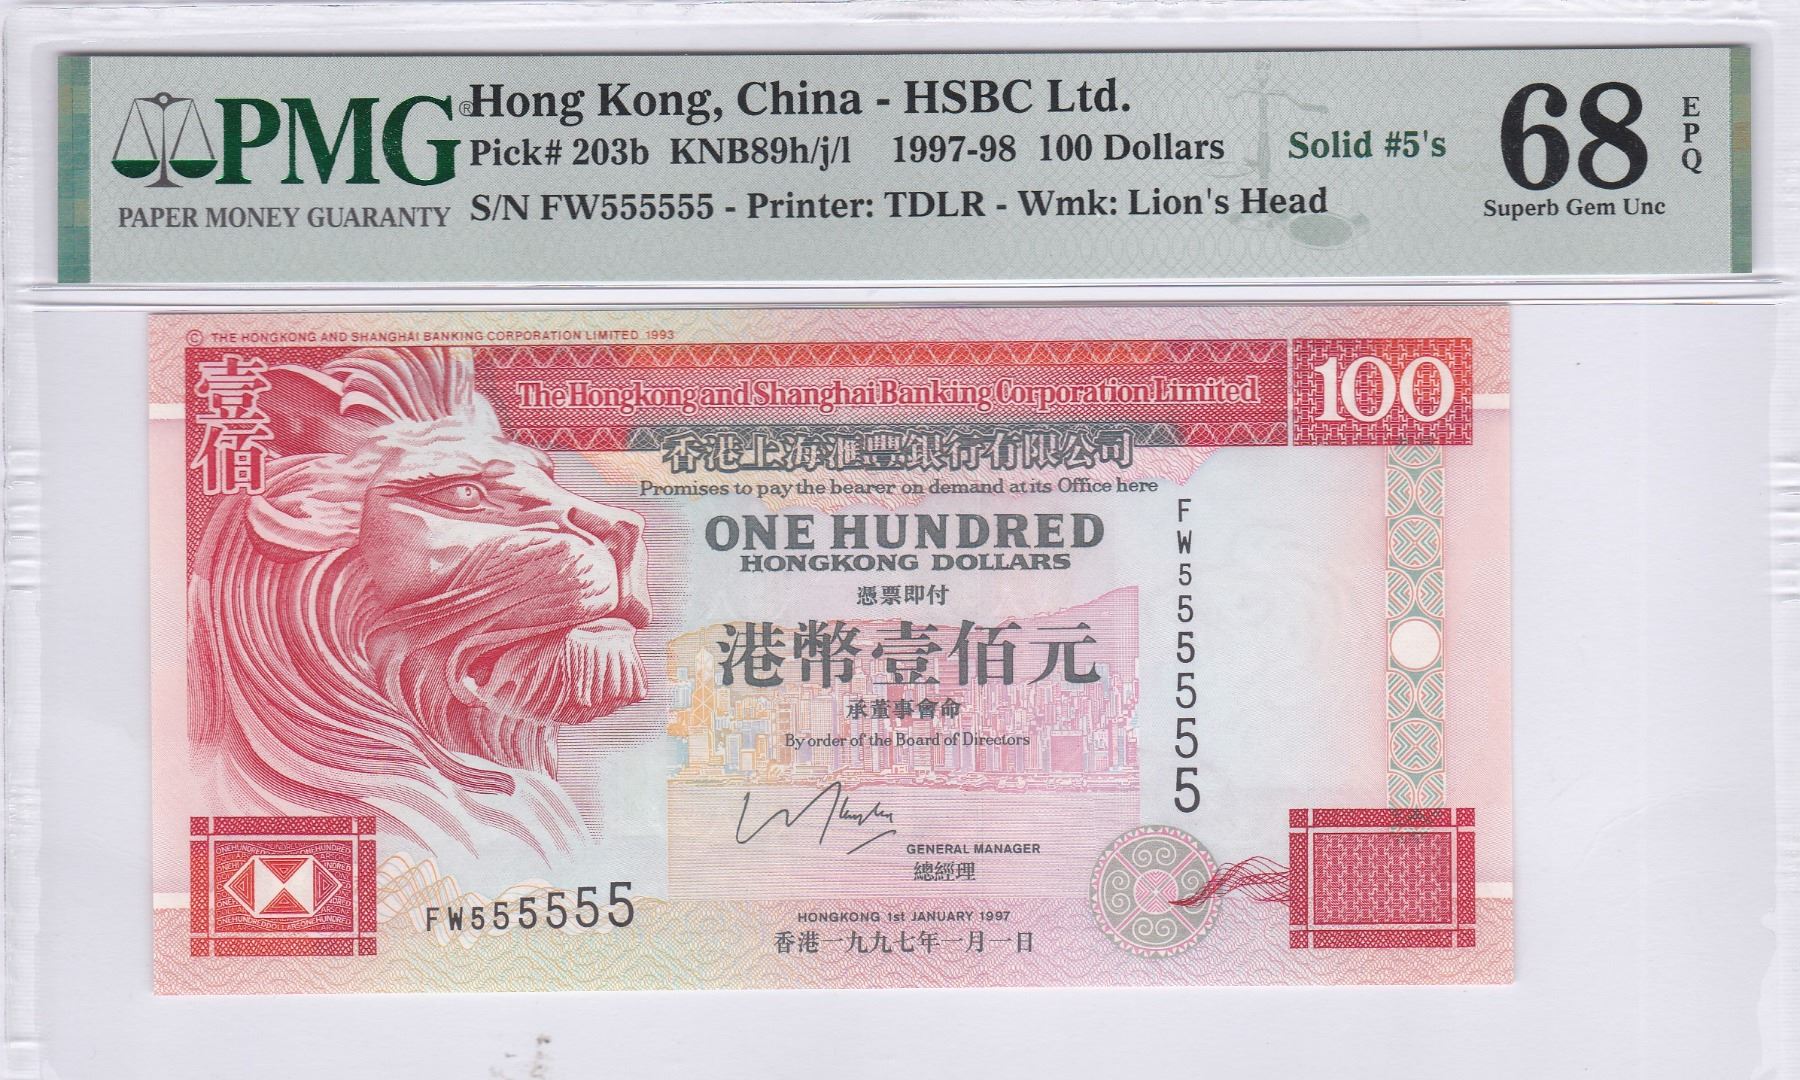 PMG®
PAPER MONEY GUARANTY
Hong Kong, China - HSBC Ltd.
Pick# 203b KNB89h/j/l 1997-98 100 Dollars Solid #5's
S/N FW555555 - Printer: TDLR - Wmk: Lion's Head
68
EPQ
Superb Gem Unc
© THE HONGKONG AND SHANGHAI BANKING CORPORATION LIMITED 1993
壹佰
The Hongkong and Shanghai Banking Corporation Limited
100
香港上海滙豐銀行有限公司
Promises to pay the bearer on demand at its Office here
ONE HUNDRED
HONGKONG DOLLARS
憑票即付
港幣壹佰元
承董事會命
By order of the Board of Directors
FW555555
GENERAL MANAGER
總經理
FW555555
HONGKONG 1st JANUARY 1997
香港一九九七年一月一日